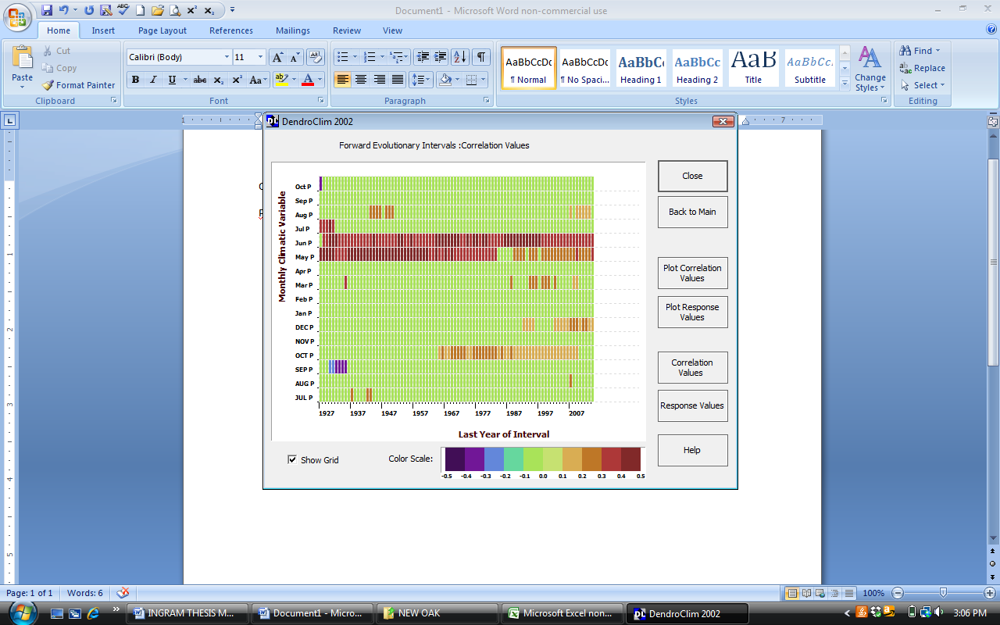 Document1 - Microsoft Word non-commercial use
Home Insert Page Layout References Mailings Review View
Paste
Cut
Copy
Format Painter
Clipboard
Calibri (Body) 11
Font
Paragraph
AaBbCcDc AaBbCcDc AaBbCc AaBbCc AaB AaBbCc.
¶ Normal ¶ No Spaci... Heading 1 Heading 2 Title Subtitle
Change Styles
Styles
Find
Replace
Select
Editing
DendroClim 2002
Forward Evolutionary Intervals :Correlation Values
Monthly Climatic Variable
Oct P
Sep P
Aug P
Jul P
Jun P
May P
Apr P
Mar P
Feb P
Jan P
DEC P
NOV P
OCT P
SEP P
AUG P
JUL P
1927 1937 1947 1957 1967 1977 1987 1997 2007
Last Year of Interval
Show Grid
Color Scale:
-0.5 -0.4 -0.3 -0.2 -0.1 0.0 0.1 0.2 0.3 0.4 0.5
Close
Back to Main
Plot Correlation
Values
Plot Response
Values
Correlation
Values
Response Values
Help
Page: 1 of 1 Words: 6 100%
INGRAM THESIS M... Document1 - Micro... NEW OAK Microsoft Excel non... DendroClim 2002 3:06 PM